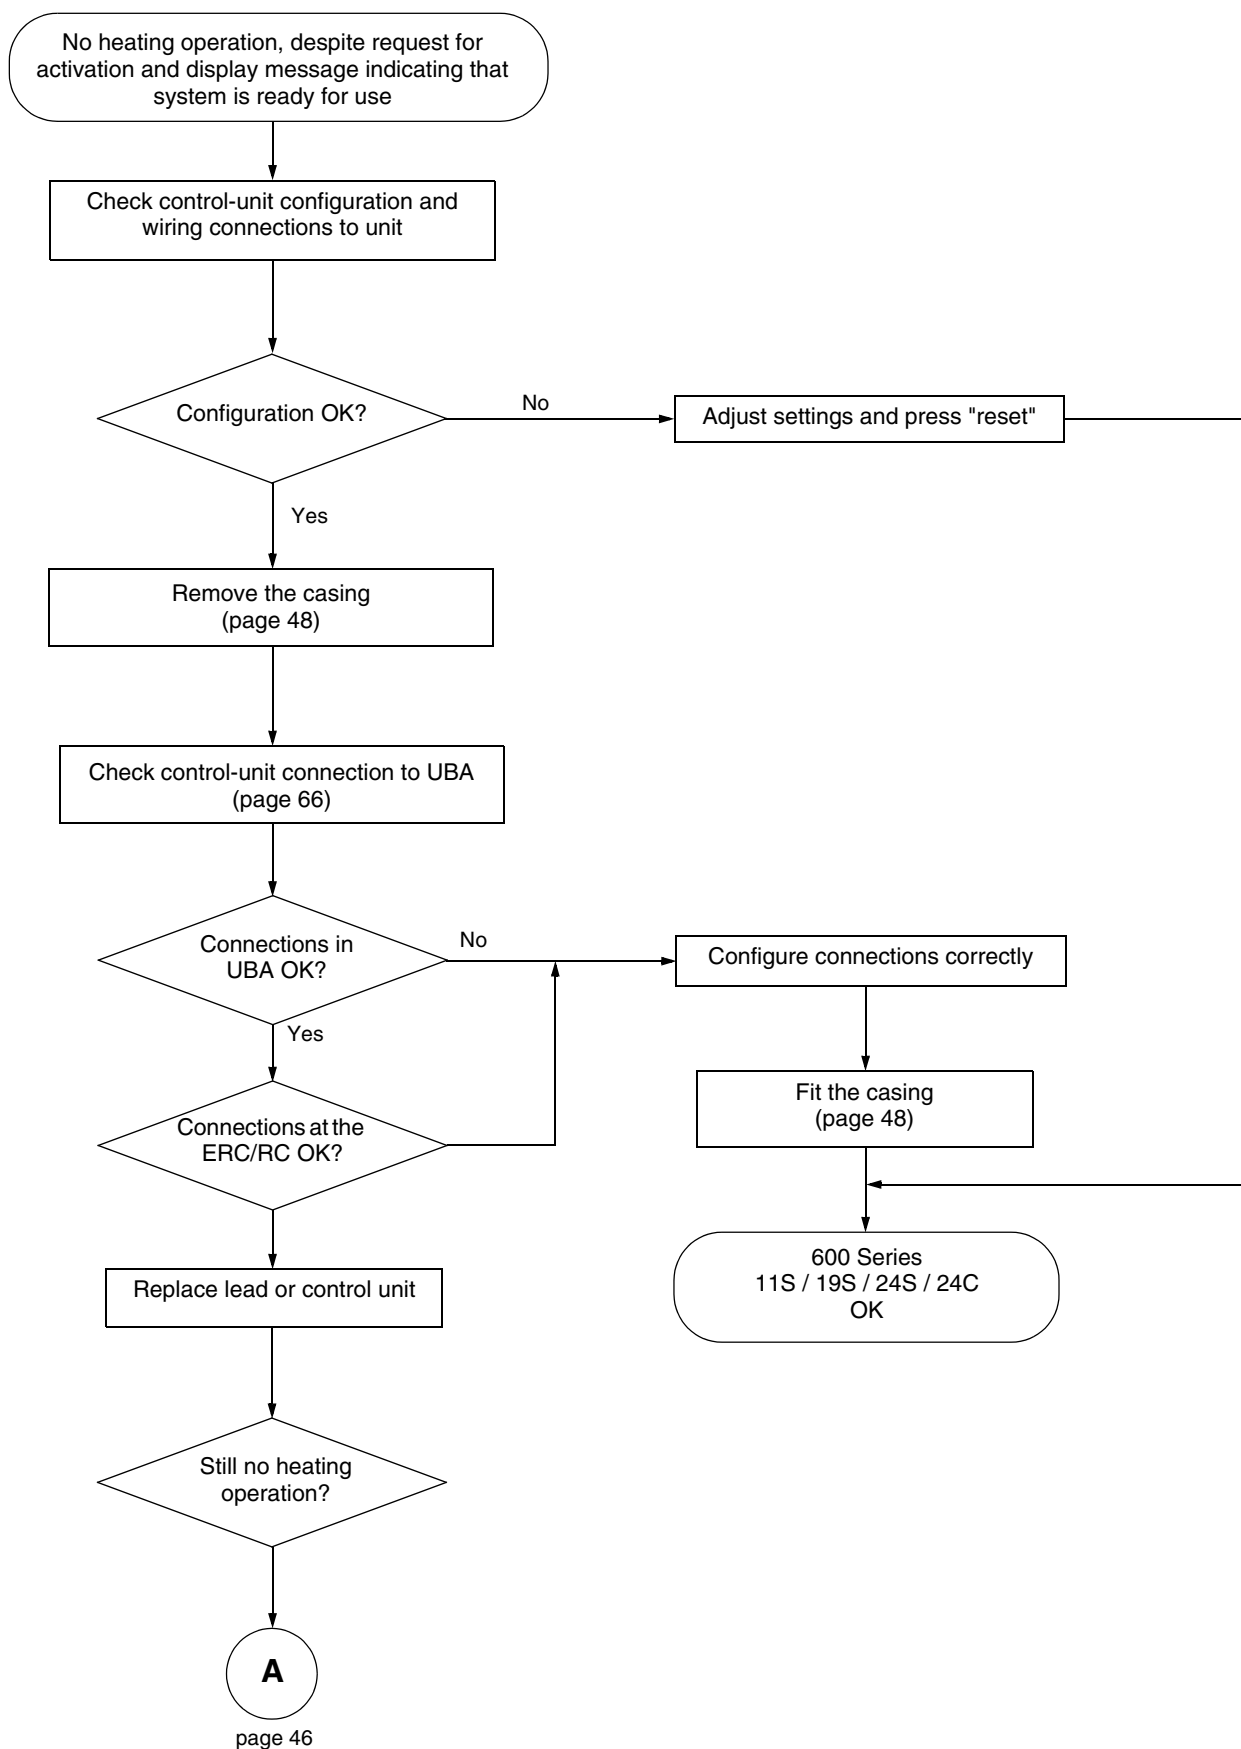 No heating operation, despite request for
activation and display message indicating that
system is ready for use
Check control-unit configuration and
wiring connections to unit
Configuration OK?
No
Adjust settings and press "reset"
Yes
Remove the casing
(page 48)
Check control-unit connection to UBA
(page 66)
Connections in
UBA OK?
No
Configure connections correctly
Yes
Fit the casing
(page 48)
Connections at the
ERC/RC OK?
600 Series
11S / 19S / 24S / 24C
OK
Replace lead or control unit
Still no heating
operation?
A
page 46